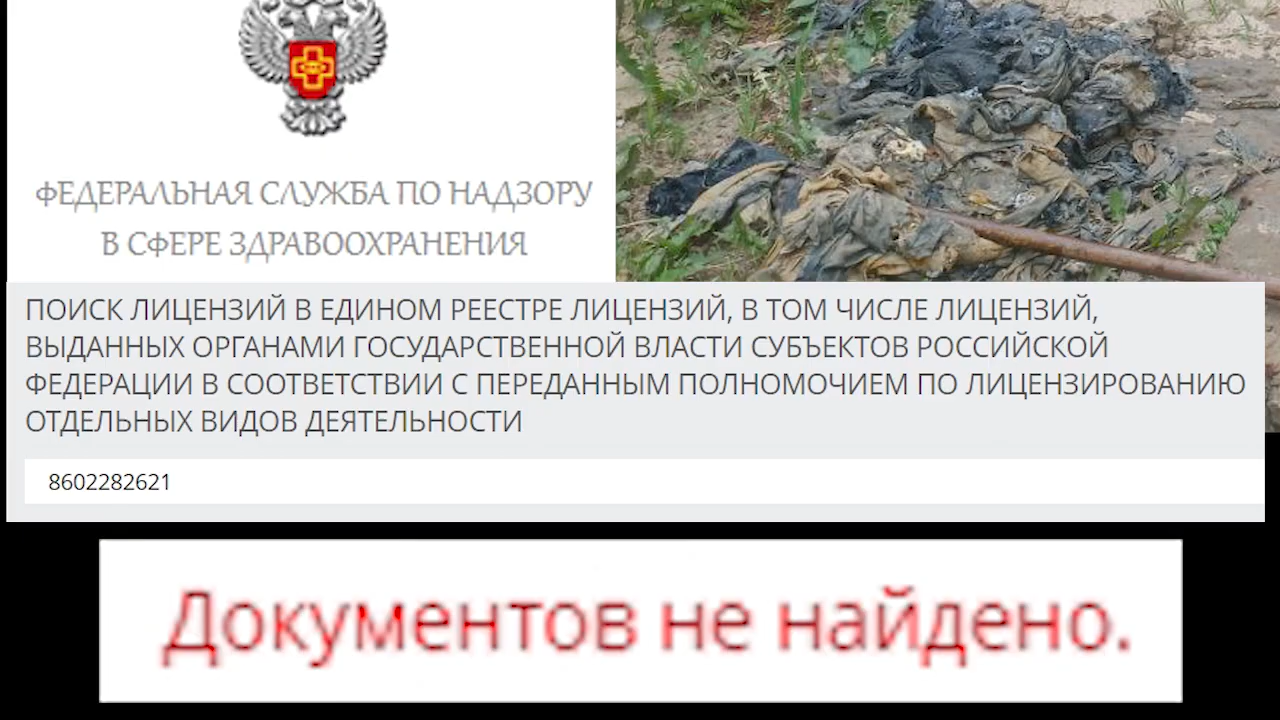 ФЕДЕРАЛЬНАЯ СЛУЖБА ПО НАДЗОРУ
В СФЕРЕ ЗДРАВООХРАНЕНИЯ
ПОИСК ЛИЦЕНЗИЙ В ЕДИНОМ РЕЕСТРЕ ЛИЦЕНЗИЙ, В ТОМ ЧИСЛЕ ЛИЦЕНЗИЙ,
ВЫДАННЫХ ОРГАНАМИ ГОСУДАРСТВЕННОЙ ВЛАСТИ СУБЪЕКТОВ РОССИЙСКОЙ
ФЕДЕРАЦИИ В СООТВЕТСТВИИ С ПЕРЕДАННЫМ ПОЛНОМОЧИЕМ ПО ЛИЦЕНЗИРОВАНИЮ
ОТДЕЛЬНЫХ ВИДОВ ДЕЯТЕЛЬНОСТИ
8602282621
Документов не найдено.